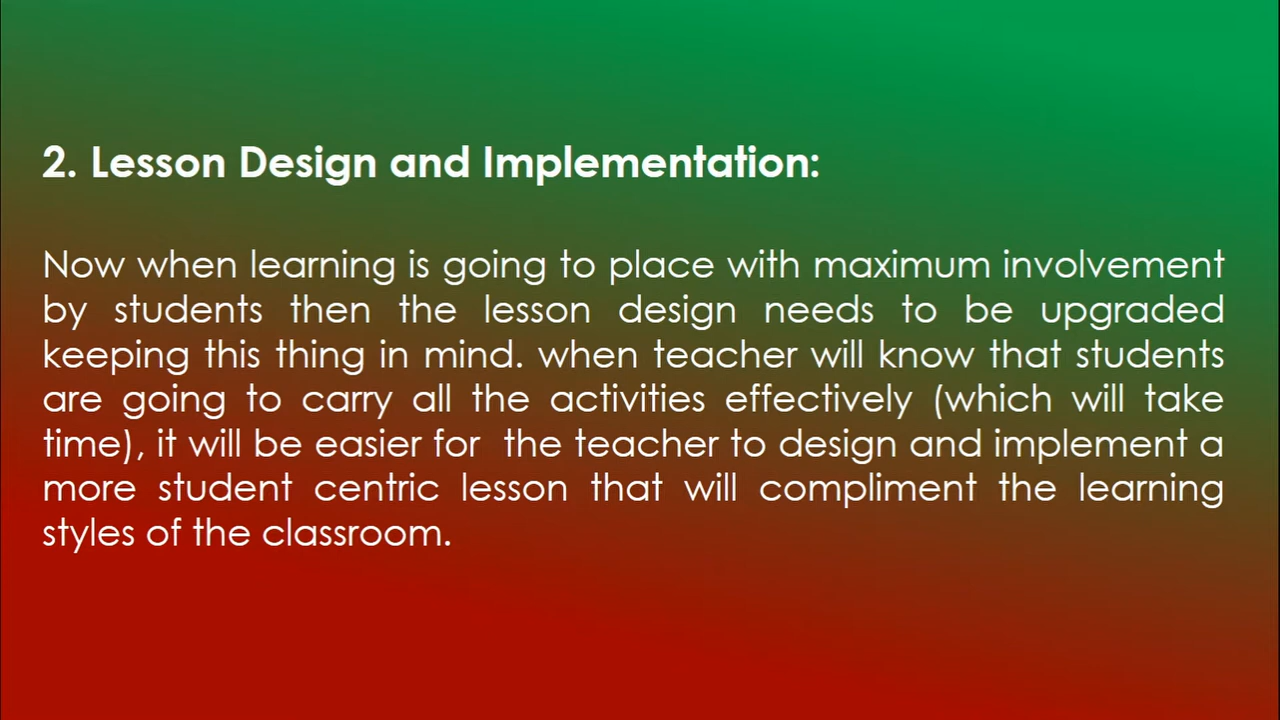 2. Lesson Design and Implementation:
Now when learning is going to place with maximum involvement
by students then the lesson design needs to be upgraded
keeping this thing in mind. when teacher will know that students
are going to carry all the activities effectively (which will take
time), it will be easier for  the teacher to design and implement a
more student centric lesson that will compliment the learning
styles of the classroom.